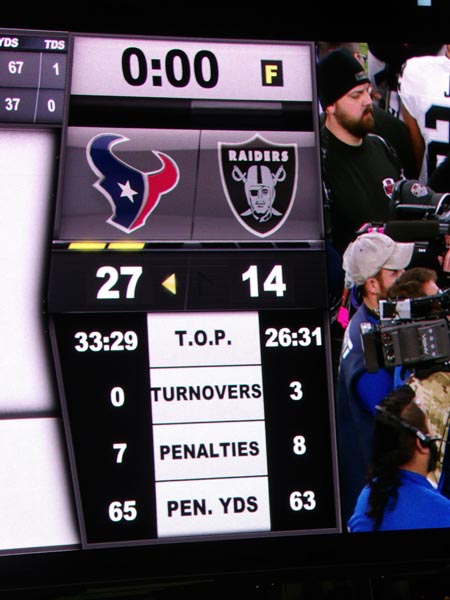 YDS TDS
67 1
37 0
0:00 F
RAIDERS
27 14
33:29 T.O.P. 26:31
0 TURNOVERS 3
7 PENALTIES 8
65 PEN. YDS 63